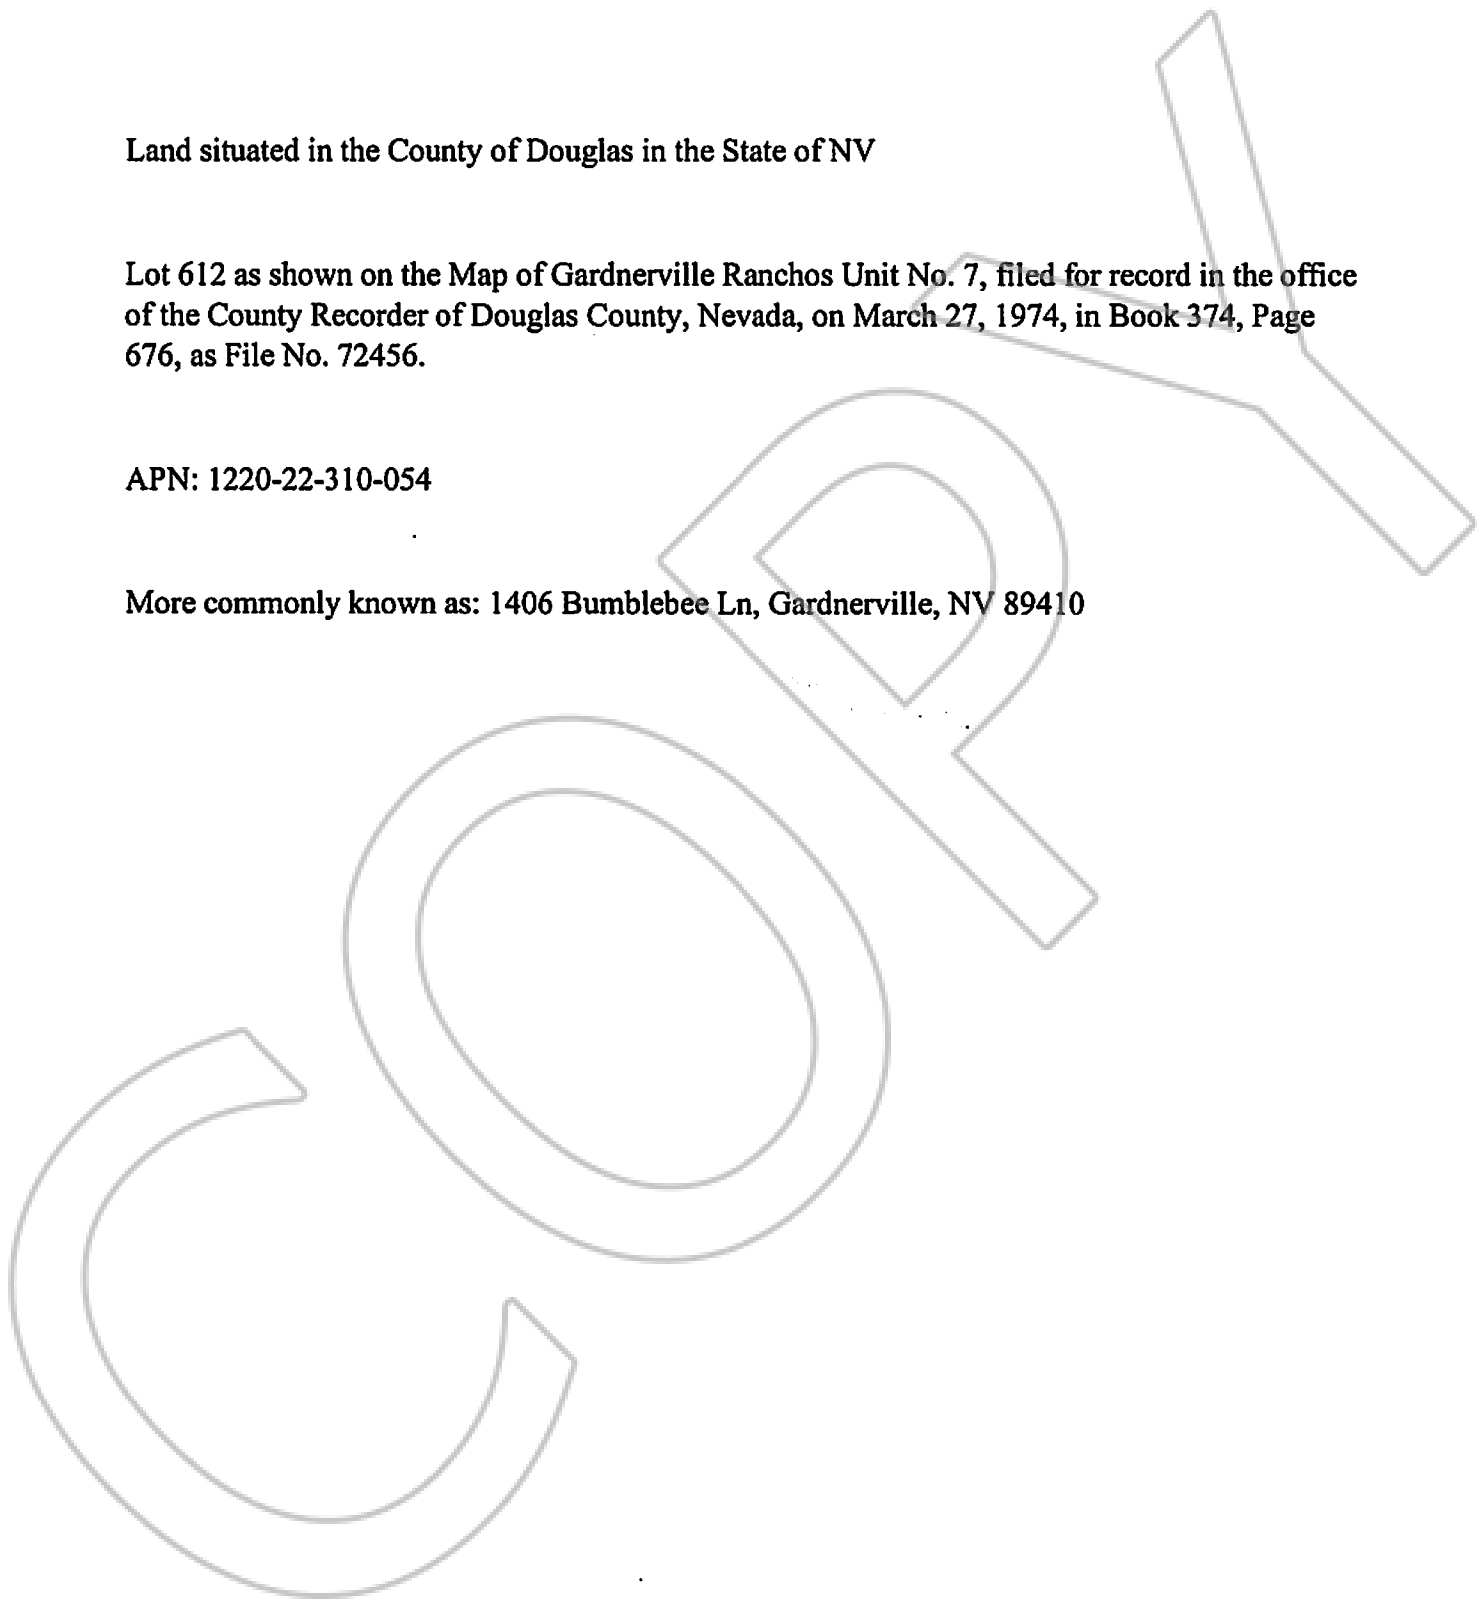 Land situated in the County of Douglas in the State of NV
Lot 612 as shown on the Map of Gardnerville Ranchos Unit No. 7, filed for record in the office
of the County Recorder of Douglas County, Nevada, on March 27, 1974, in Book 374, Page
676, as File No. 72456.
APN: 1220-22-310-054
More commonly known as: 1406 Bumblebee Ln, Gardnerville, NV 89410
COPY